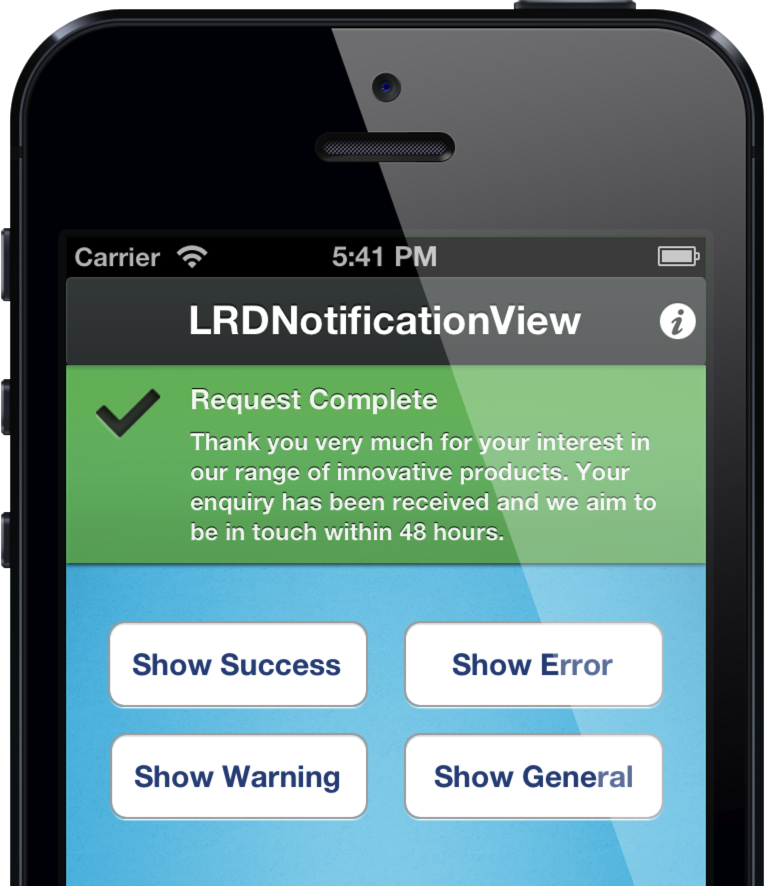 Carrier 5:41 PM
LRDNotificationView i
Request Complete
Thank you very much for your interest in
our range of innovative products. Your
enquiry has been received and we aim to
be in touch within 48 hours.
Show Success Show Error
Show Warning Show General